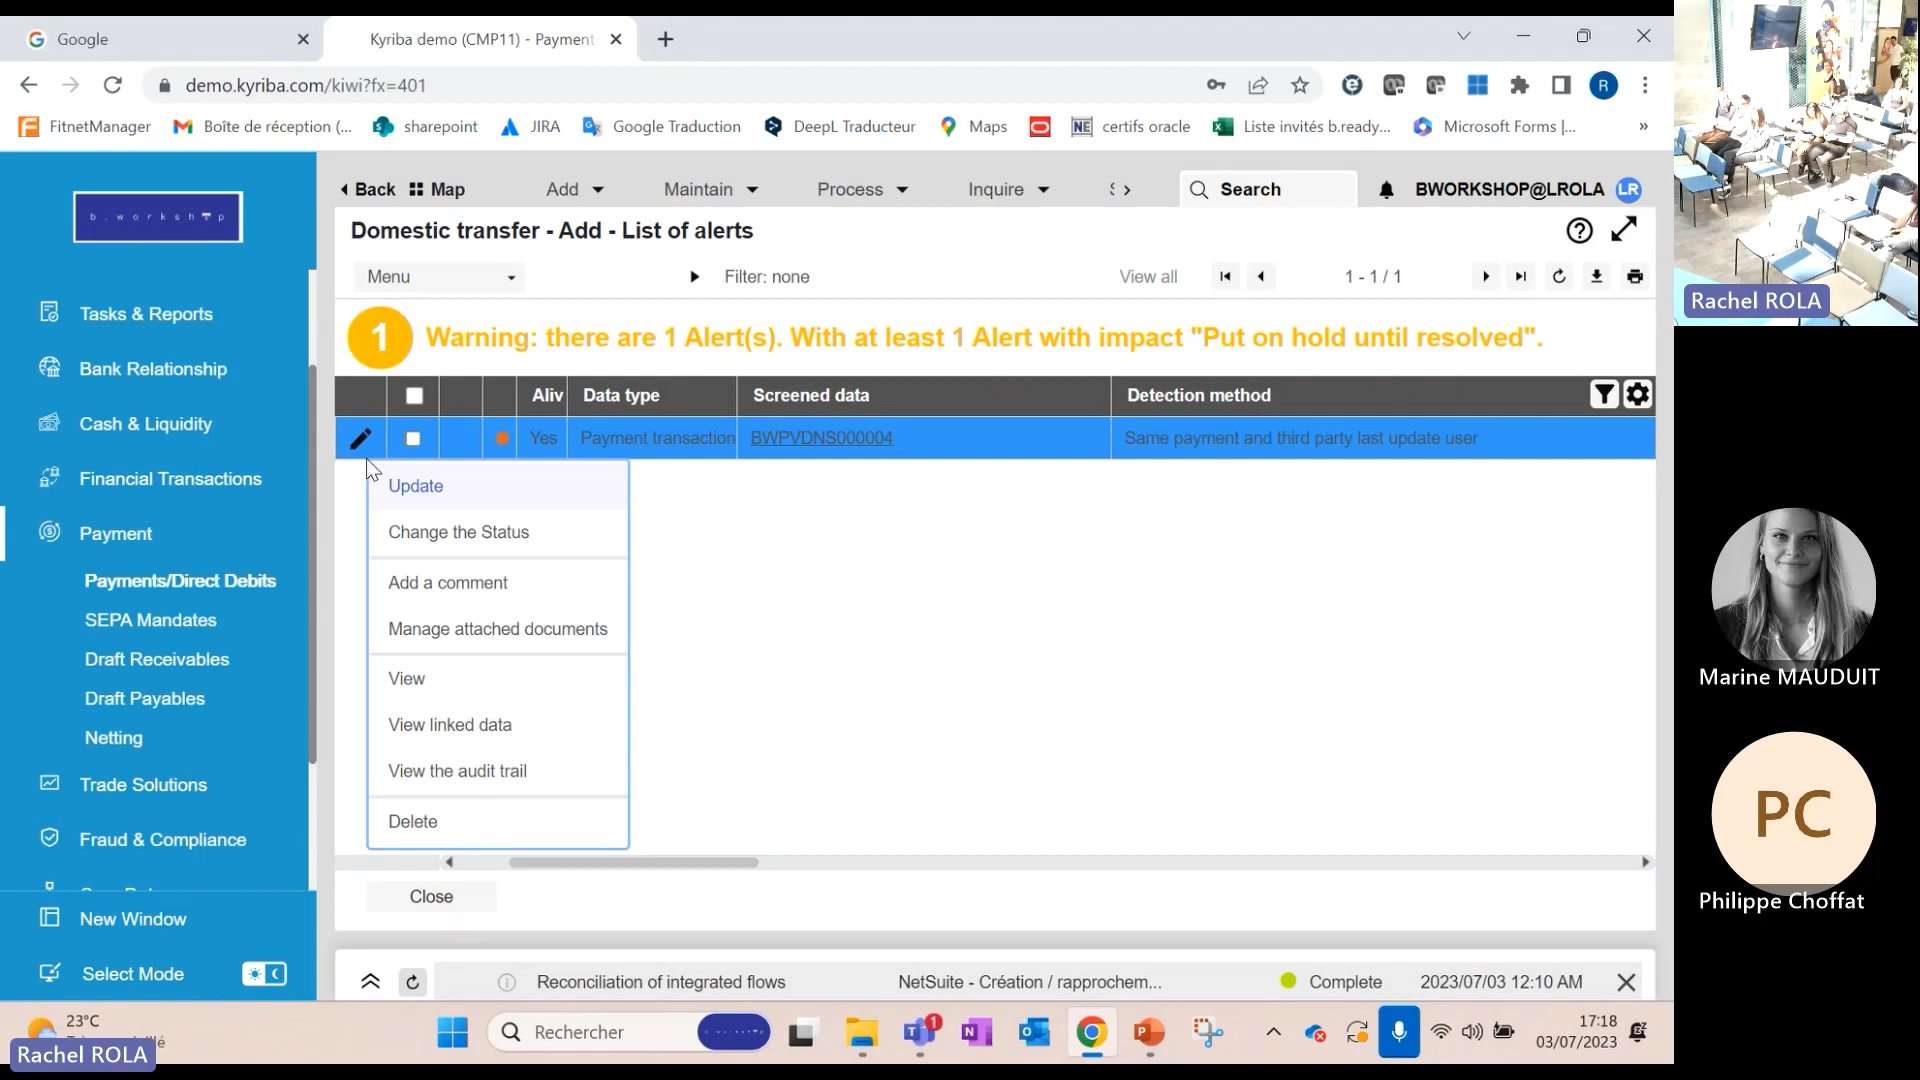 Google
Kyriba demo (CMP11) - Payment
demo.kyriba.com/kiwi?fx=401
R
FitnetManager
Boîte de réception (...
sharepoint
JIRA
Google Traduction
DeepL Traducteur
Maps
NE certifs oracle
Liste invités b.ready...
Microsoft Forms |...
»
b.workshop
Back
Map
Add
Maintain
Process
Inquire
Search
BWORKSHOP@LROLA
LR
Domestic transfer - Add - List of alerts
Menu
Filter: none
View all
1 - 1 / 1
1
Warning: there are 1 Alert(s). With at least 1 Alert with impact "Put on hold until resolved".
Aliv
Data type
Screened data
Detection method
Yes
Payment transaction
BWPVDNS000004
Same payment and third party last update user
Update
Change the Status
Add a comment
Manage attached documents
View
View linked data
View the audit trail
Delete
Close
Tasks & Reports
Bank Relationship
Cash & Liquidity
Financial Transactions
Payment
Payments/Direct Debits
SEPA Mandates
Draft Receivables
Draft Payables
Netting
Trade Solutions
Fraud & Compliance
New Window
Select Mode
Reconciliation of integrated flows
NetSuite - Création / rapprochem...
Complete
2023/07/03 12:10 AM
23°C
Rechercher
1
17:18
03/07/2023
Rachel ROLA
Rachel ROLA
Marine MAUDUIT
PC
Philippe Choffat